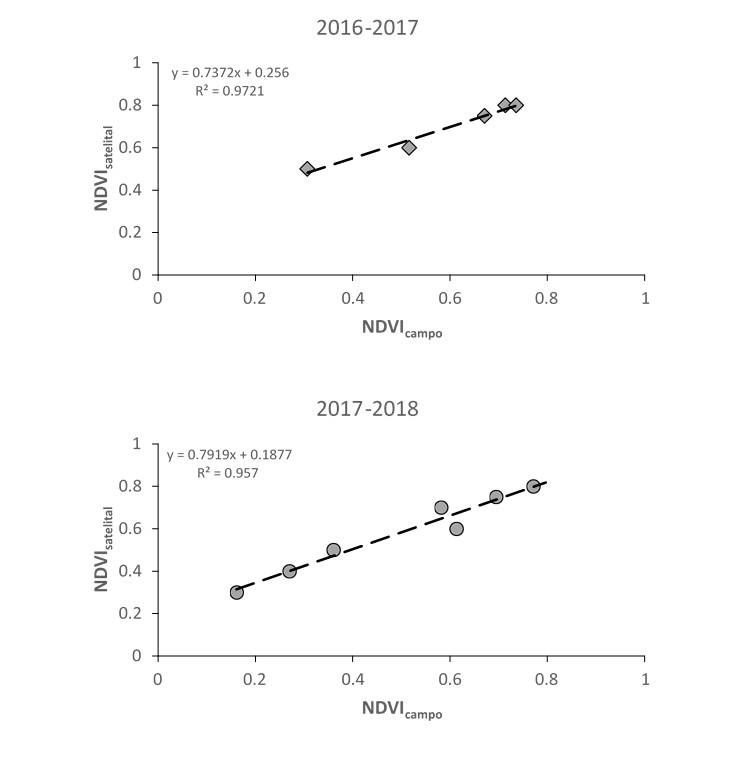 2016-2017
y = 0.7372x + 0.256
R² = 0.9721
1
0.8
0.6
0.4
0.2
0
NDVIsatelital
0 0.2 0.4 0.6 0.8 1
NDVIcampo
2017-2018
y = 0.7919x + 0.1877
R² = 0.957
1
0.8
0.6
0.4
0.2
0
NDVIsatelital
0 0.2 0.4 0.6 0.8 1
NDVIcampo